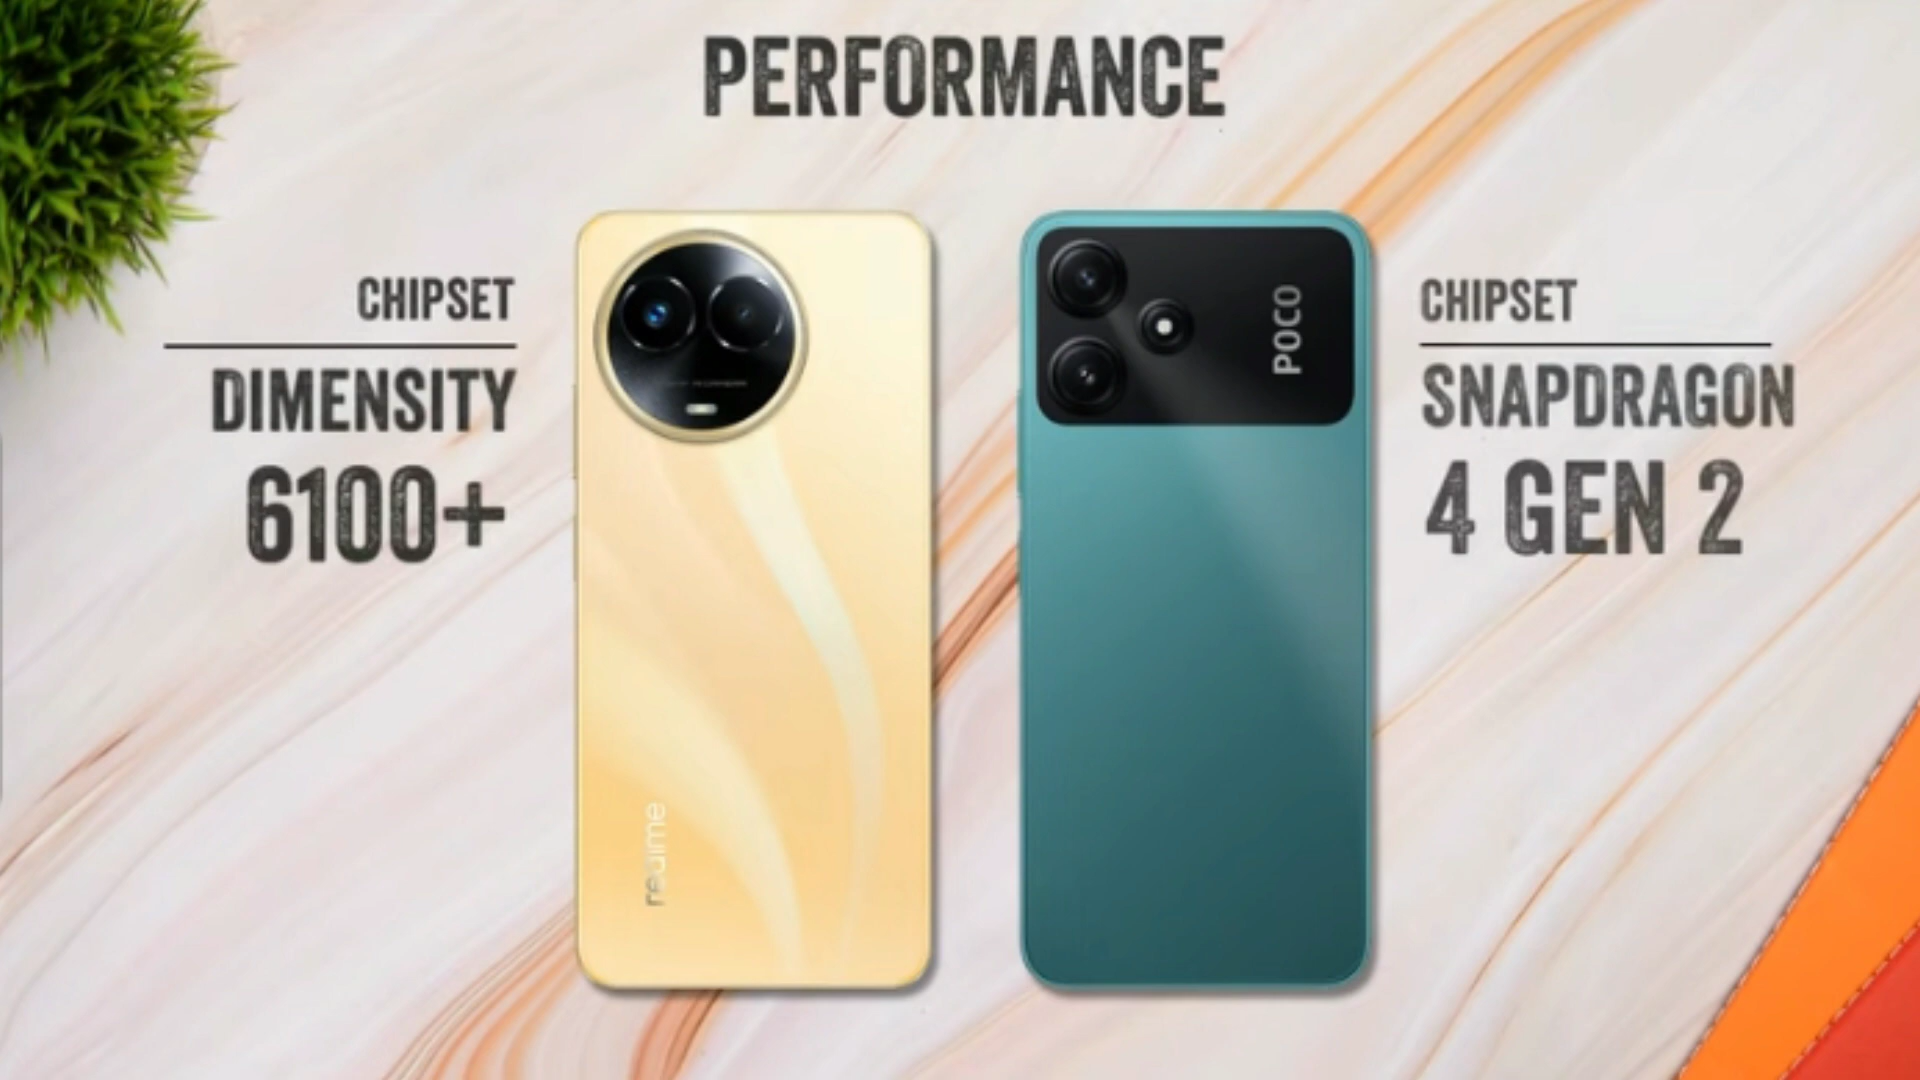 PERFORMANCE
CHIPSET
DIMENSITY
6100+
realme
POCO
CHIPSET
SNAPDRAGON
4 GEN 2